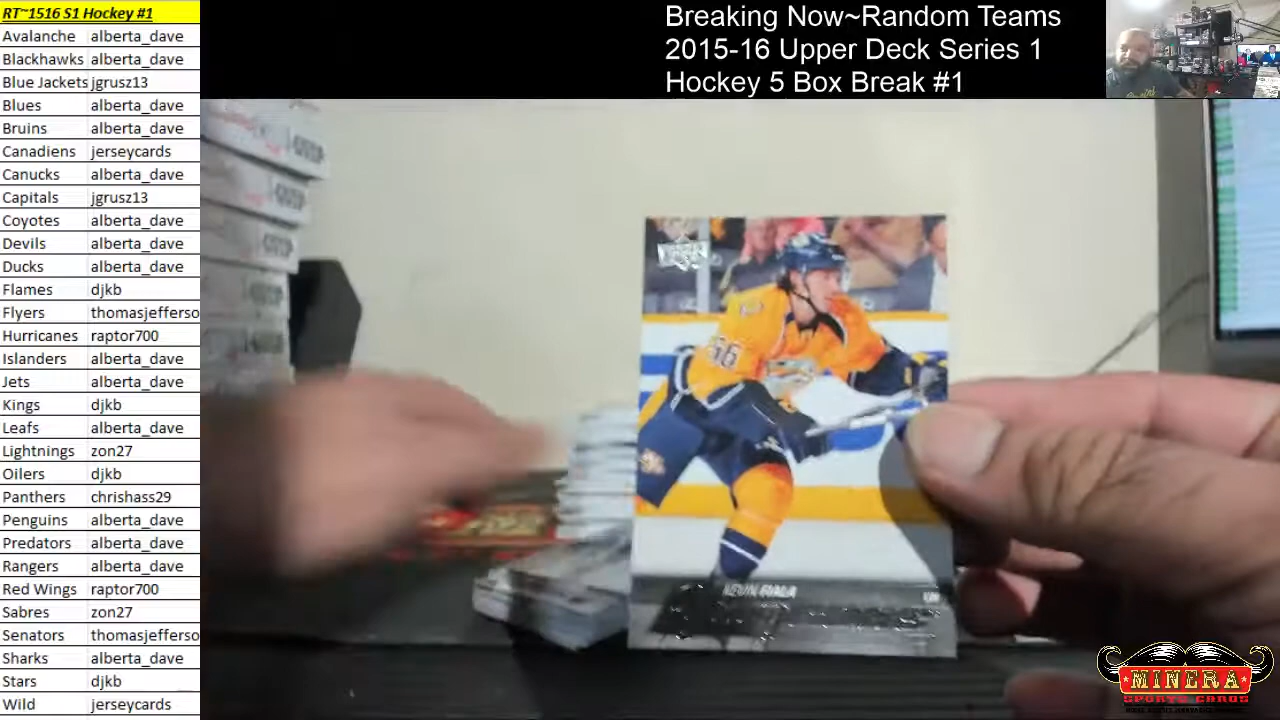 RT~1516 S1 Hockey #1
Avalanche alberta_dave
Blackhawks alberta_dave
Blue Jackets jgrusz13
Blues alberta_dave
Bruins alberta_dave
Canadiens jerseycards
Canucks alberta_dave
Capitals jgrusz13
Coyotes alberta_dave
Devils alberta_dave
Ducks alberta_dave
Flames djkb
Flyers thomasjefferso
Hurricanes raptor700
Islanders alberta_dave
Jets alberta_dave
Kings djkb
Leafs alberta_dave
Lightnings zon27
Oilers djkb
Panthers chrishass29
Penguins alberta_dave
Predators alberta_dave
Rangers alberta_dave
Red Wings raptor700
Sabres zon27
Senators thomasjefferso
Sharks alberta_dave
Stars djkb
Wild jerseycards
Breaking Now~Random Teams
2015-16 Upper Deck Series 1
Hockey 5 Box Break #1
56
KEVIN FIALA
MINERA
SPORTS CARDS